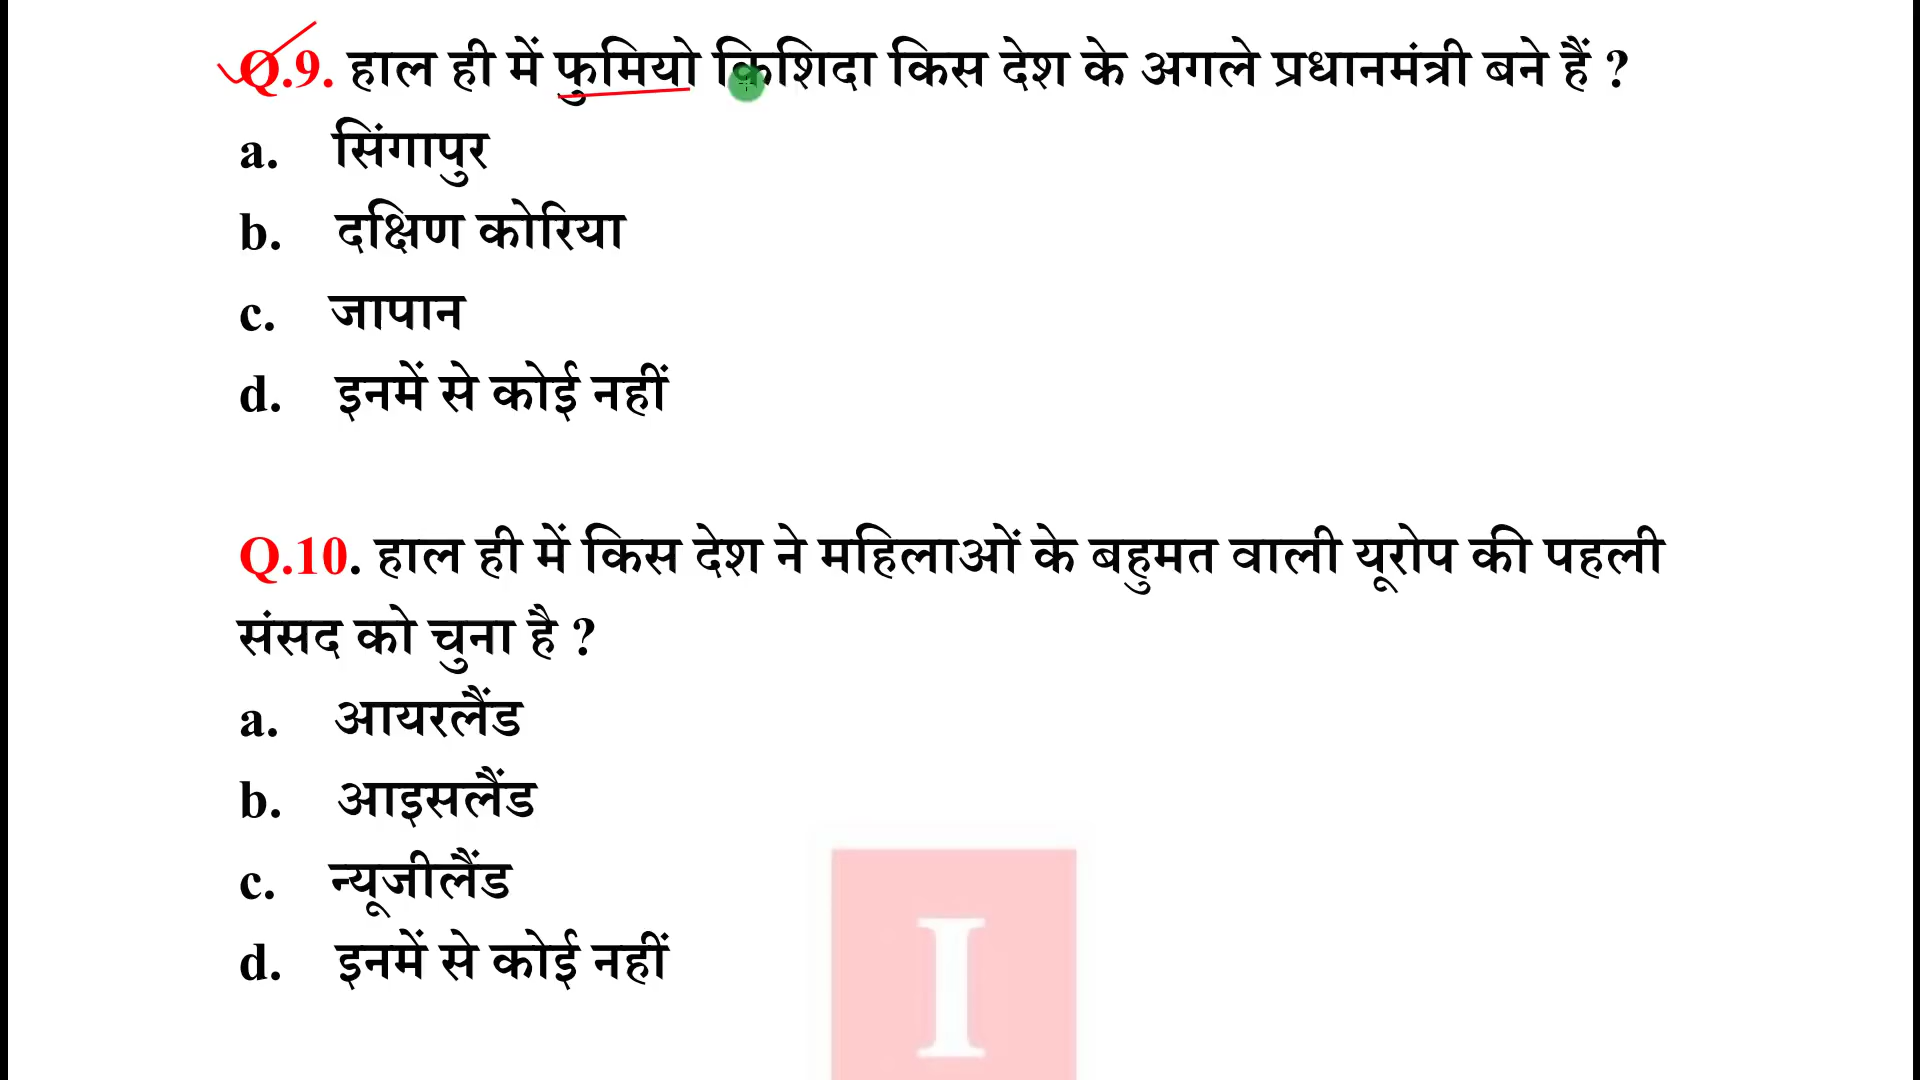 Q.9. हाल ही में फुमियो किशिदा किस देश के अगले प्रधानमंत्री बने हैं ?
a. सिंगापुर
b. दक्षिण कोरिया
c. जापान
d. इनमें से कोई नहीं
Q.10. हाल ही में किस देश ने महिलाओं के बहुमत वाली यूरोप की पहली
संसद को चुना है ?
a. आयरलैंड
b. आइसलैंड
c. न्यूजीलैंड
d. इनमें से कोई नहीं
I